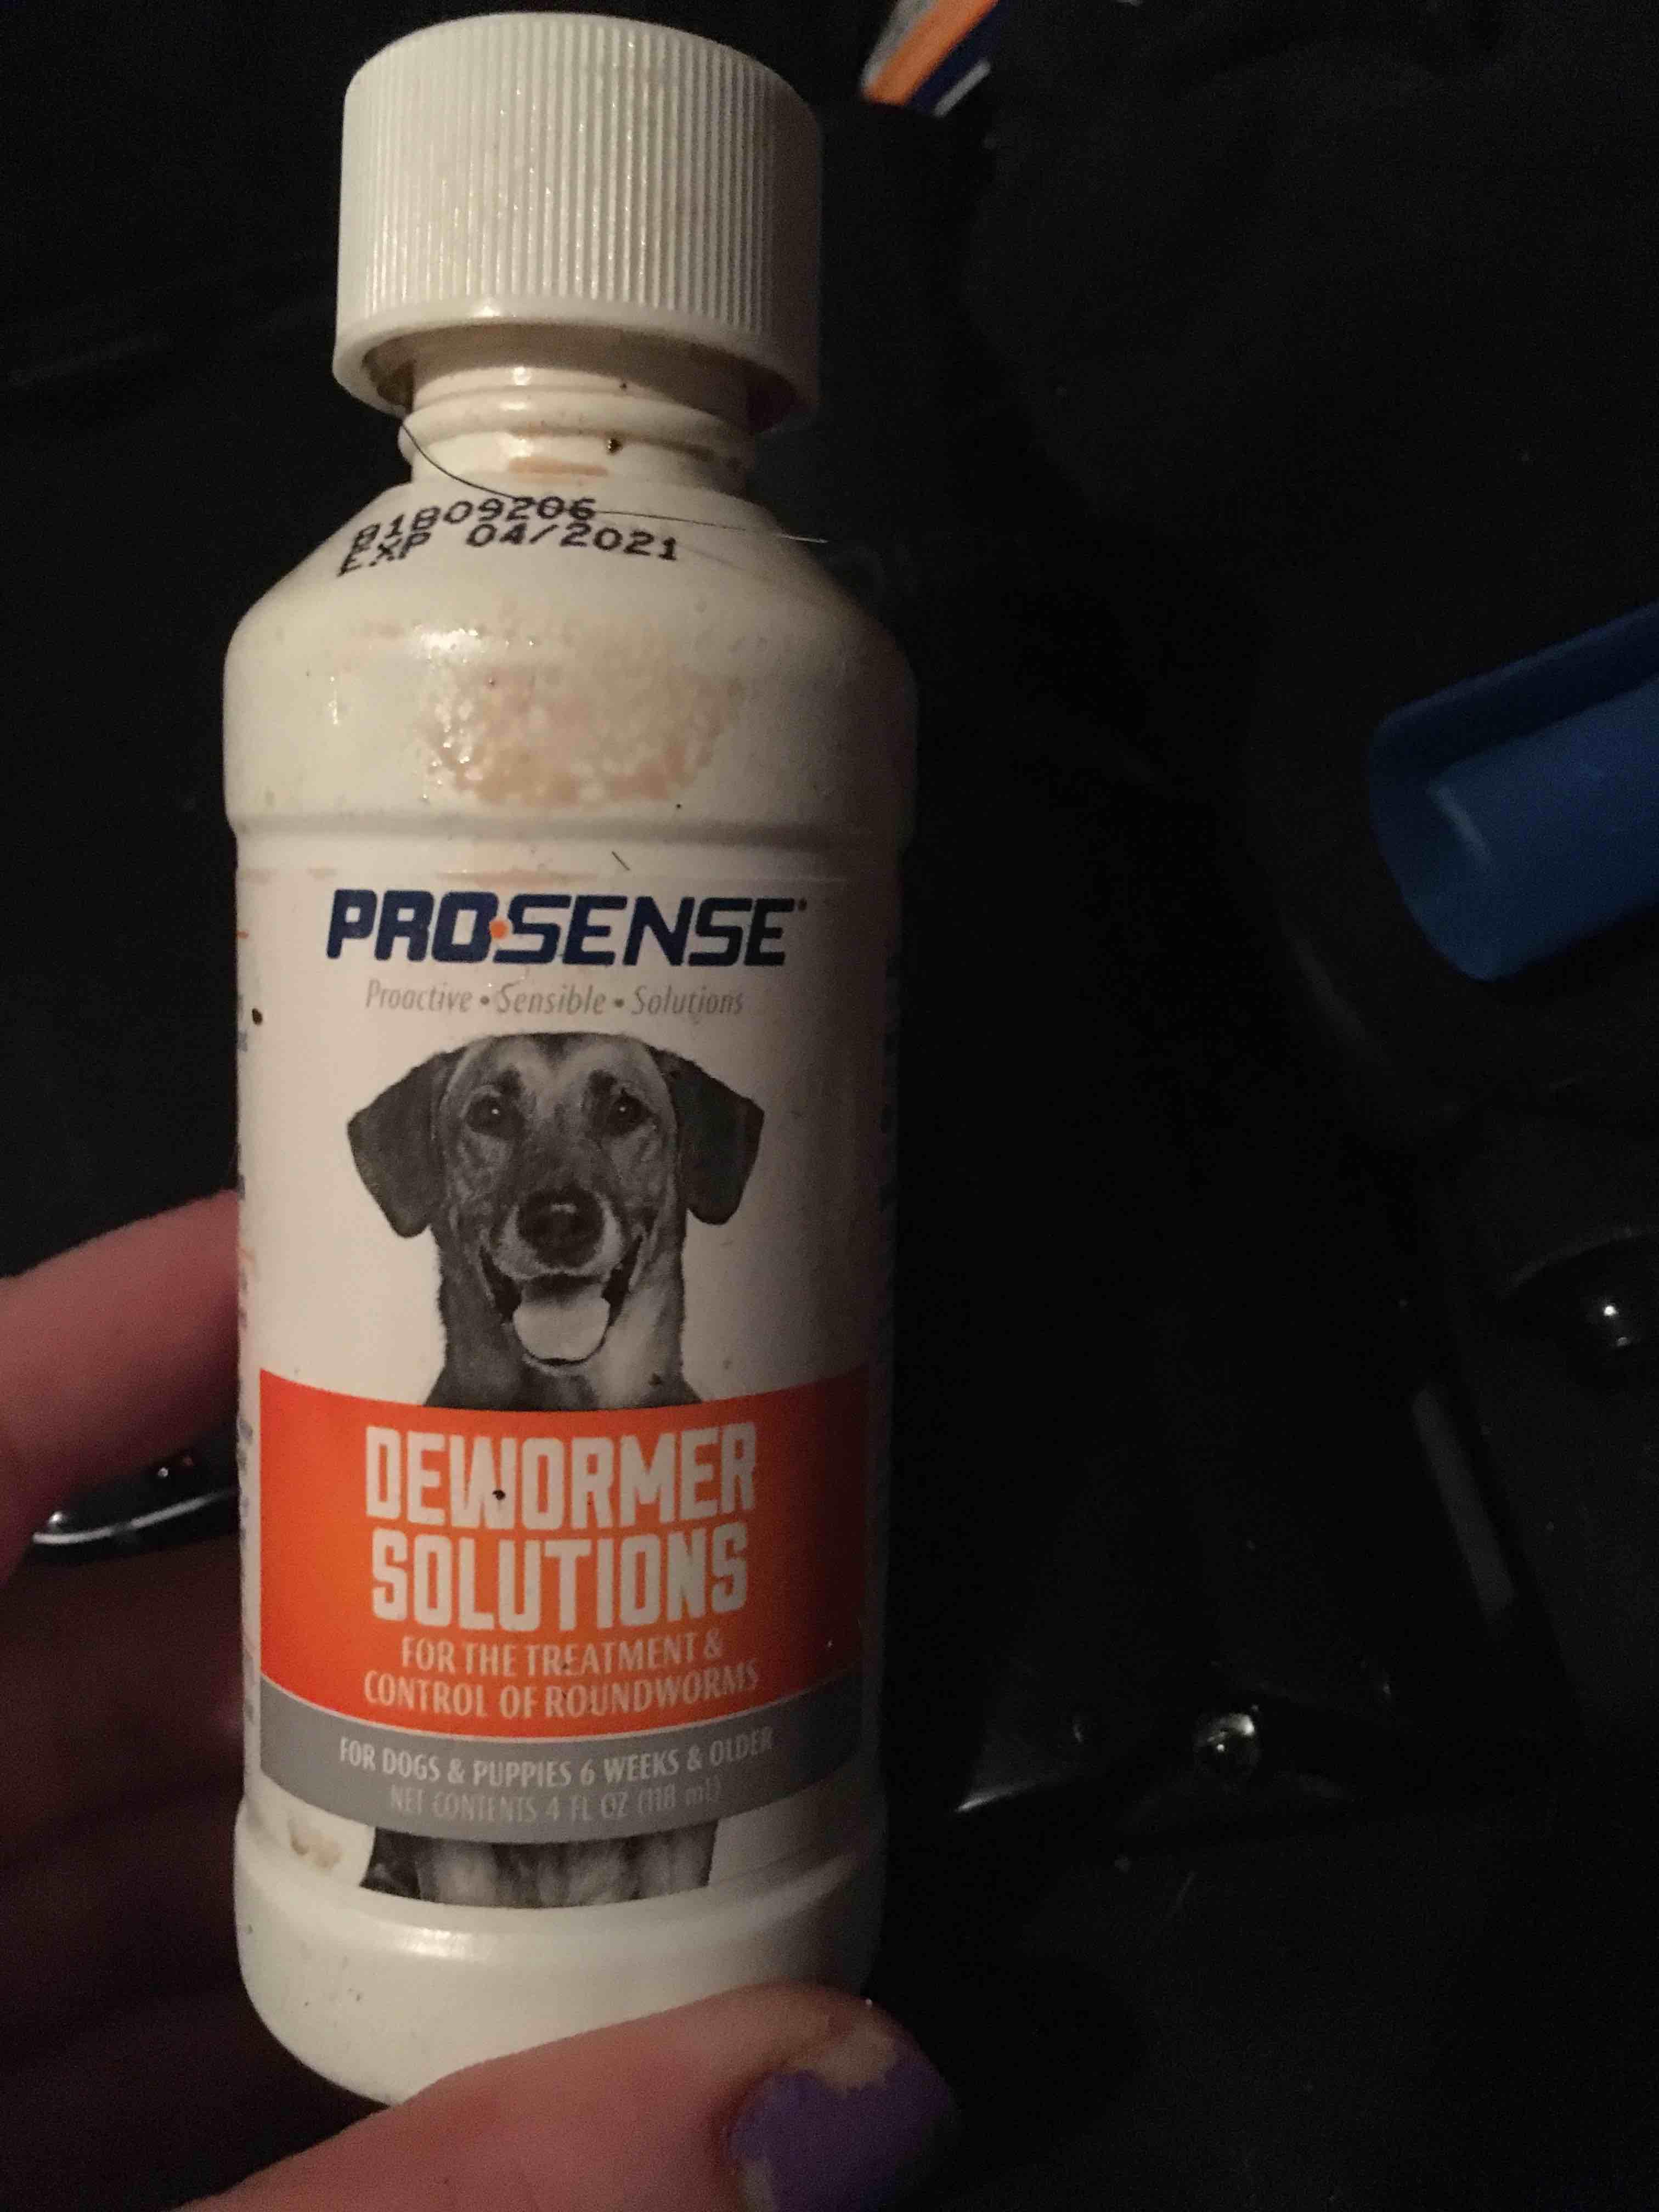 B1809206
EXP 04/2021
PRO·SENSE
Proactive • Sensible • Solutions
DEWORMER
SOLUTIONS
FOR THE TREATMENT &
CONTROL OF ROUNDWORMS
FOR DOGS & PUPPIES 6 WEEKS & OLDER
NET CONTENTS 4 FL OZ (118 mL)